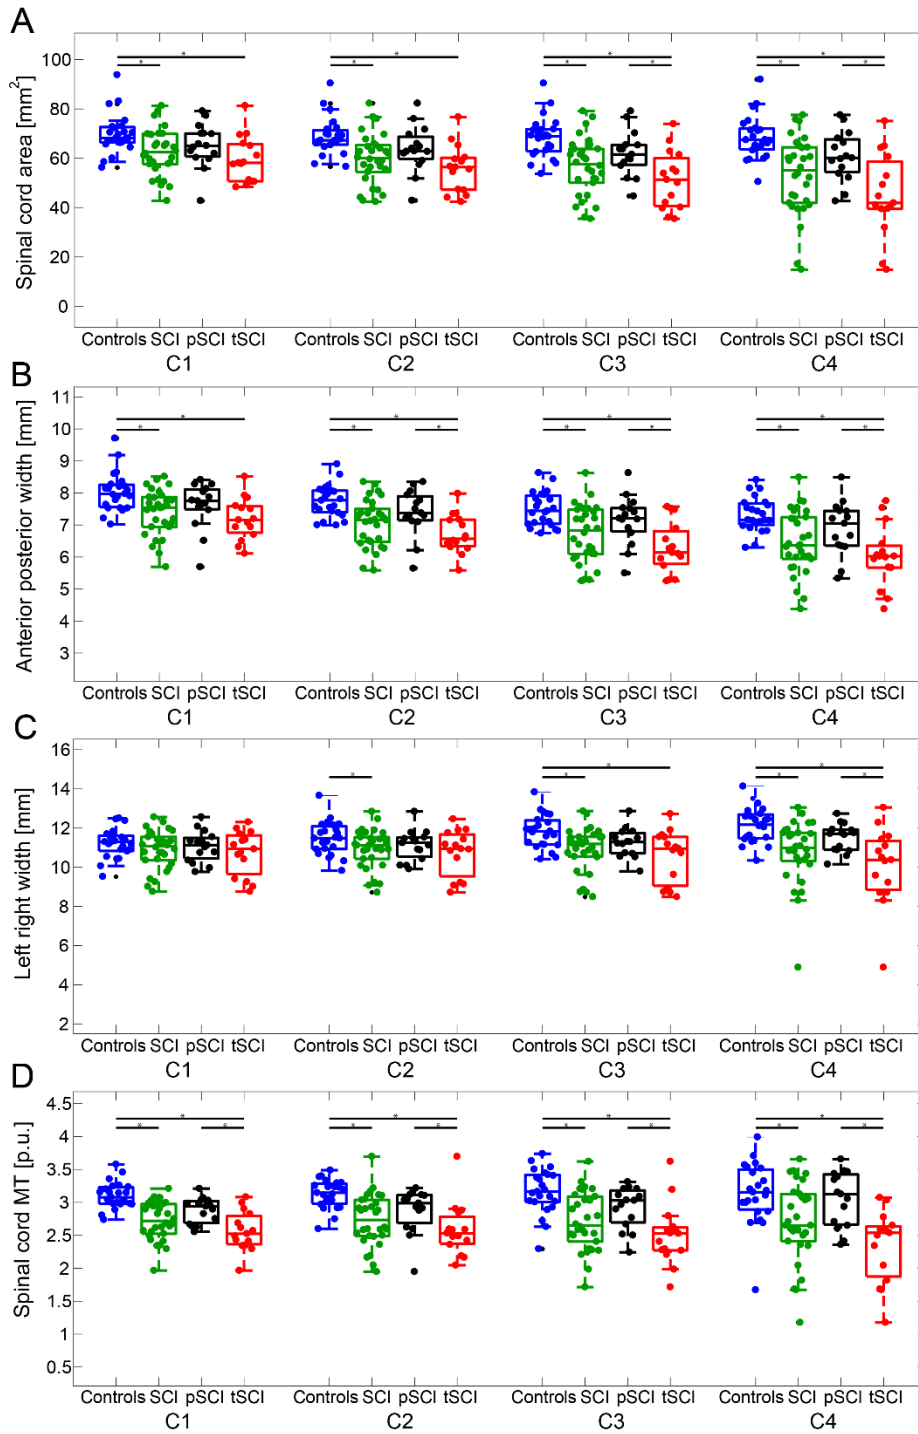 A
Spinal cord area [mm²]
100
80
60
40
20
0
* * * * * * * * * *
Controls SCI pSCI tSCI Controls SCI pSCI tSCI Controls SCI pSCI tSCI Controls SCI pSCI tSCI
C1 C2 C3 C4
B
Anterior posterior width [mm]
11
10
9
8
7
6
5
4
3
* * * * * * * * * * *
Controls SCI pSCI tSCI Controls SCI pSCI tSCI Controls SCI pSCI tSCI Controls SCI pSCI tSCI
C1 C2 C3 C4
C
Left right width [mm]
16
14
12
10
8
6
4
2
* * * * * *
Controls SCI pSCI tSCI Controls SCI pSCI tSCI Controls SCI pSCI tSCI Controls SCI pSCI tSCI
C1 C2 C3 C4
D
Spinal cord MT [p.u.]
4.5
4
3.5
3
2.5
2
1.5
1
0.5
* * * * * * * * * * * *
Controls SCI pSCI tSCI Controls SCI pSCI tSCI Controls SCI pSCI tSCI Controls SCI pSCI tSCI
C1 C2 C3 C4